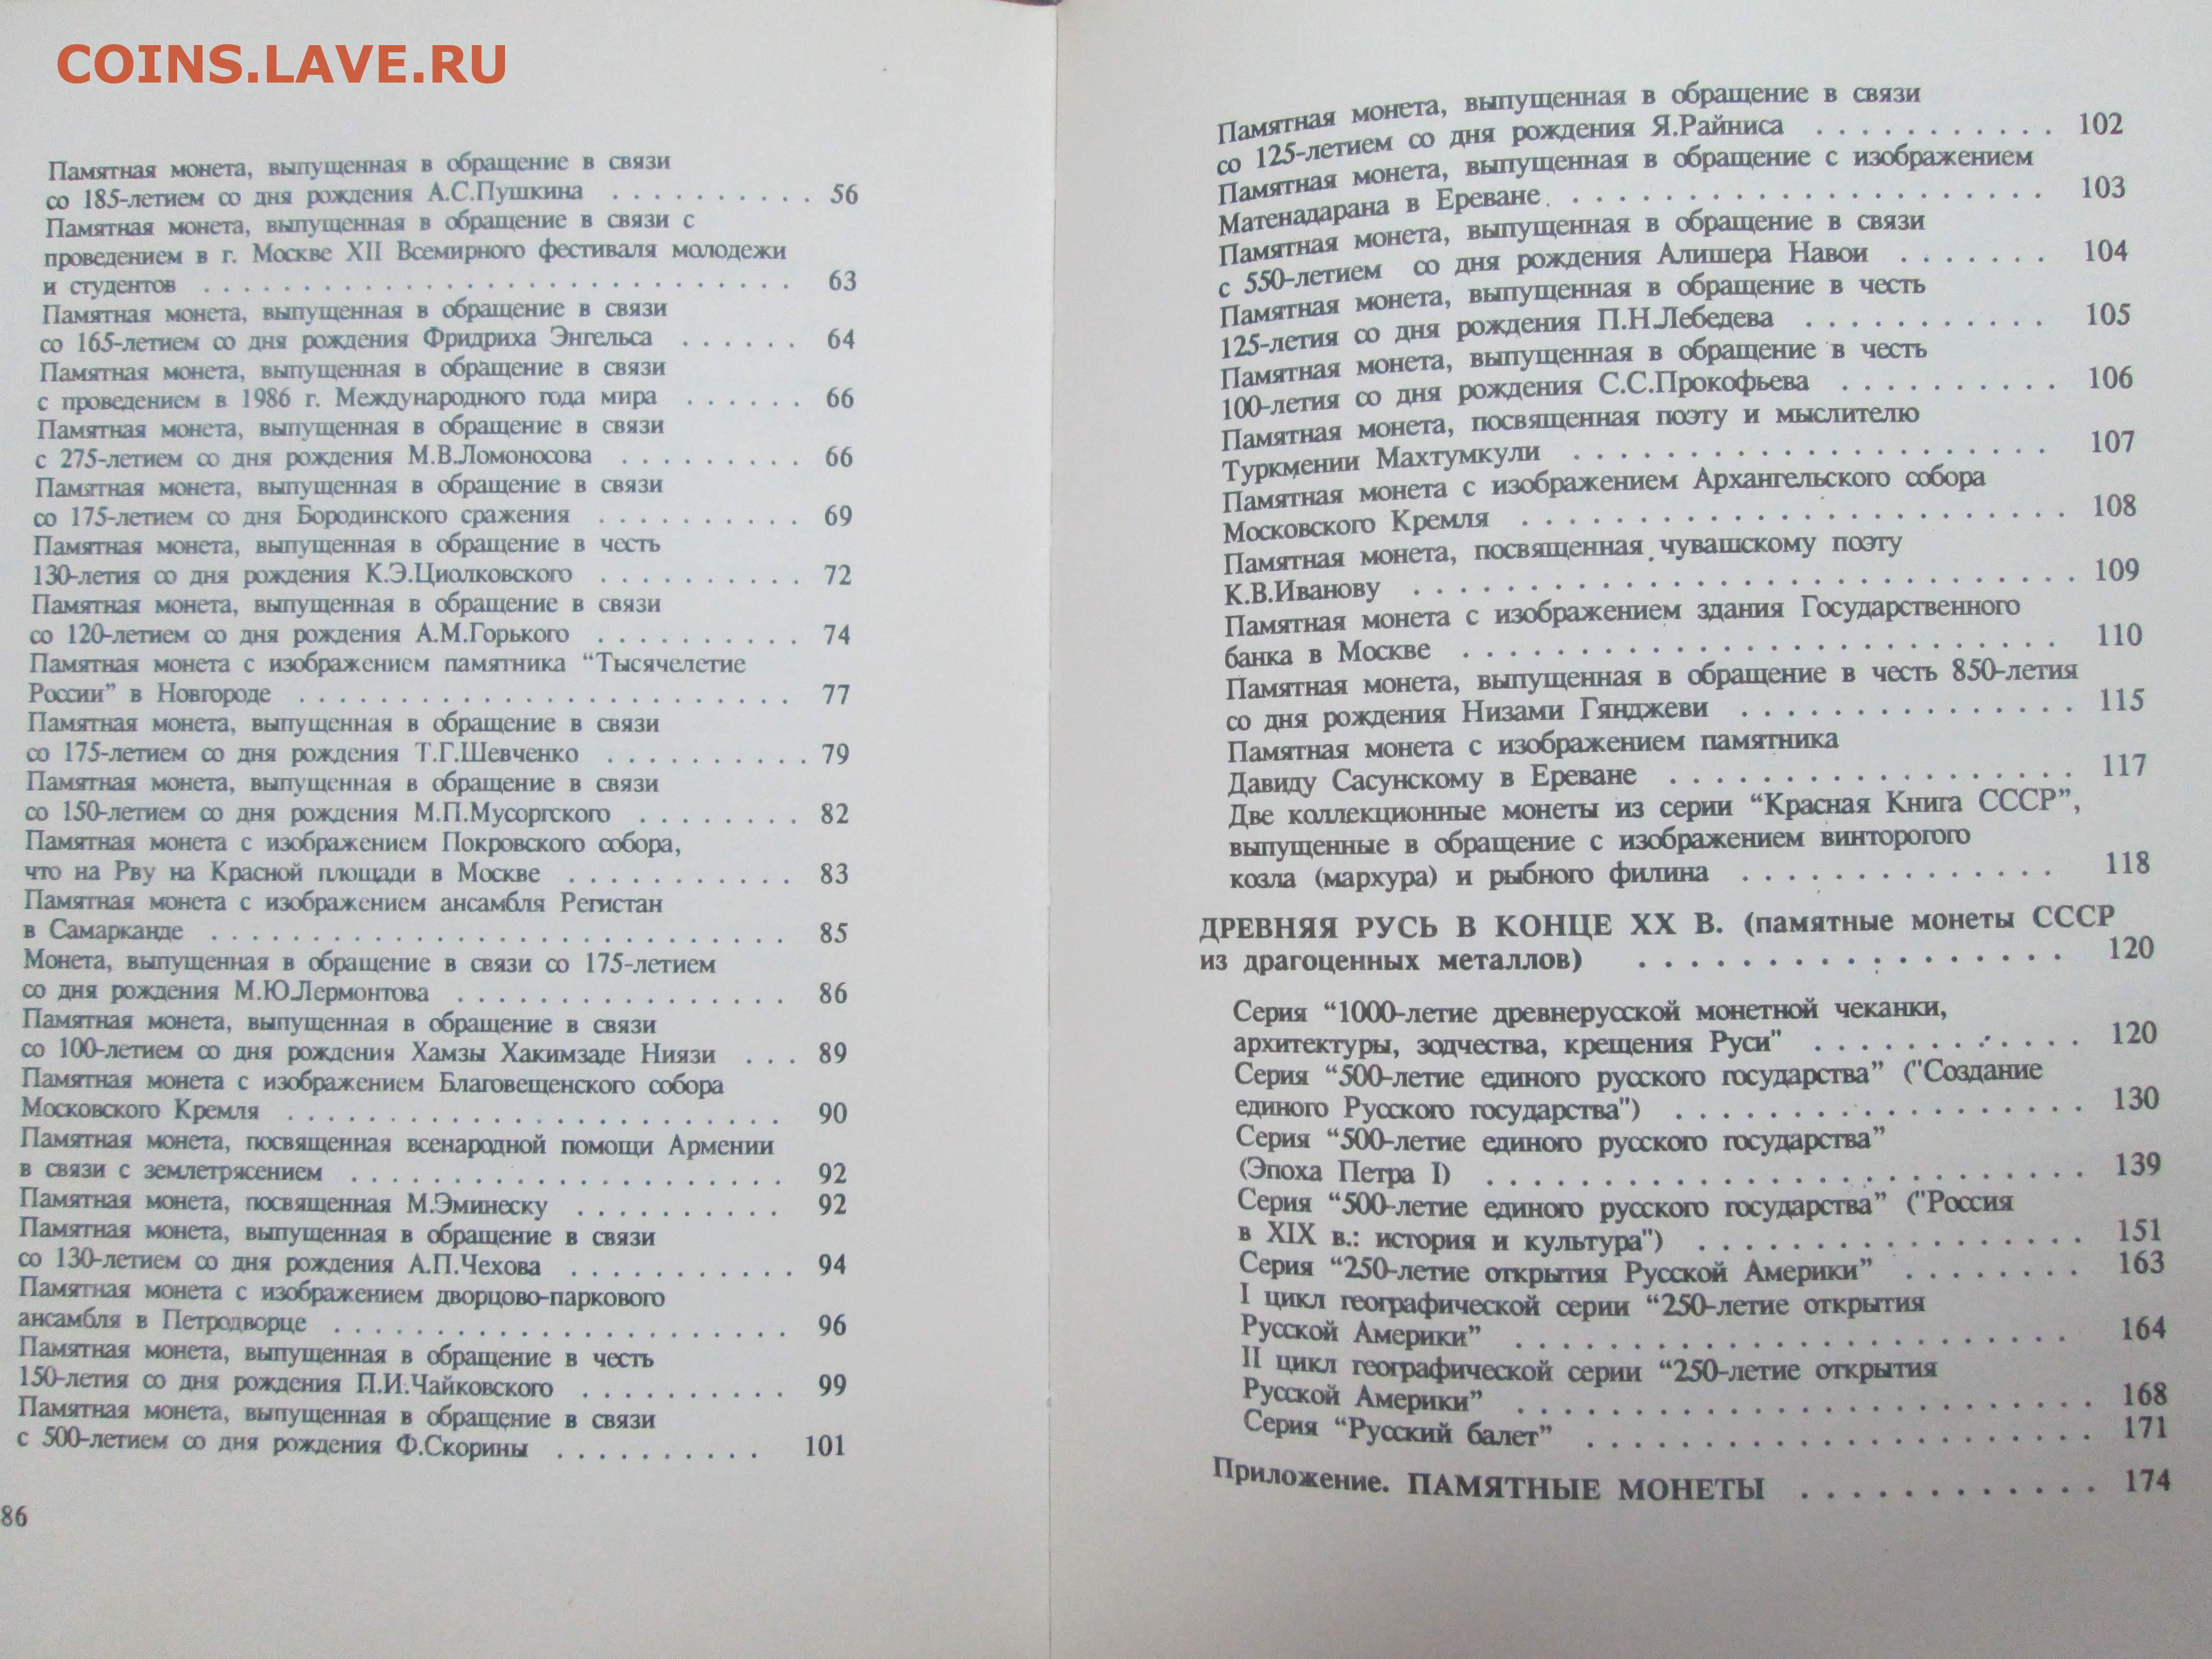 COINS.LAVE.RU
Памятная монета, выпущенная в обращение в связи
со 185-летием со дня рождения А.С.Пушкина . . . . . . . . . . 56
Памятная монета, выпущенная в обращение в связи с
проведением в г. Москве XII Всемирного фестиваля молодежи
и студентов . . . . . . . . . . . . . . . . . . . . . . . . . . . . . . 63
Памятная монета, выпущенная в обращение в связи
со 165-летием со дня рождения Фридриха Энгельса . . . . . . 64
Памятная монета, выпущенная в обращение в связи
с проведением в 1986 г. Международного года мира . . . . . . 66
Памятная монета, выпущенная в обращение в связи
с 275-летием со дня рождения М.В.Ломоносова . . . . . . . . . 66
Памятная монета, выпущенная в обращение в связи
со 175-летием со дня Бородинского сражения . . . . . . . . . . 69
Памятная монета, выпущенная в обращение в честь
130-летия со дня рождения К.Э.Циолковского . . . . . . . . . . 72
Памятная монета, выпущенная в обращение в связи
со 120-летием со дня рождения А.М.Горького . . . . . . . . . . 74
Памятная монета с изображением памятника “Тысячелетие
России” в Новгороде . . . . . . . . . . . . . . . . . . . . . . . . 77
Памятная монета, выпущенная в обращение в связи
со 175-летием со дня рождения Т.Г.Шевченко . . . . . . . . . . 79
Памятная монета, выпущенная в обращение в связи
со 150-летием со дня рождения М.П.Мусоргского . . . . . . . . 82
Памятная монета с изображением Покровского собора,
что на Рву на Красной площади в Москве . . . . . . . . . . . 83
Памятная монета с изображением ансамбля Регистан
в Самарканде . . . . . . . . . . . . . . . . . . . . . . . . . . . . 85
Монета, выпущенная в обращение в связи со 175-летием
со дня рождения М.Ю.Лермонтова . . . . . . . . . . . . . . . . 86
Памятная монета, выпущенная в обращение в связи
со 100-летием со дня рождения Хамзы Хакимзаде Ниязи . . . 89
Памятная монета с изображением Благовещенского собора
Московского Кремля . . . . . . . . . . . . . . . . . . . . . . . . 90
Памятная монета, посвященная всенародной помощи Армении
в связи с землетрясением . . . . . . . . . . . . . . . . . . . . . 92
Памятная монета, посвященная М.Эминеску . . . . . . . . . . 92
Памятная монета, выпущенная в обращение в связи
со 130-летием со дня рождения А.П.Чехова . . . . . . . . . . . 94
Памятная монета с изображением дворцово-паркового
ансамбля в Петродворце . . . . . . . . . . . . . . . . . . . . . . 96
Памятная монета, выпущенная в обращение в честь
150-летия со дня рождения П.И.Чайковского . . . . . . . . . . 99
Памятная монета, выпущенная в обращение в связи
с 500-летием со дня рождения Ф.Скорины . . . . . . . . . . 101
86
Памятная монета, выпущенная в обращение в связи
со 125-летием со дня рождения Я.Райниса . . . . . . . . . . . 102
Памятная монета, выпущенная в обращение с изображением
Матенадарана в Ереване . . . . . . . . . . . . . . . . . . . . . . 103
Памятная монета, выпущенная в обращение в связи
с 550-летием со дня рождения Алишера Навои . . . . . . . 104
Памятная монета, выпущенная в обращение в честь
125-летия со дня рождения П.Н.Лебедева . . . . . . . . . . . 105
Памятная монета, выпущенная в обращение в честь
100-летия со дня рождения С.С.Прокофьева . . . . . . . . . . 106
Памятная монета, посвященная поэту и мыслителю
Туркмении Махтумкули . . . . . . . . . . . . . . . . . . . . . . 107
Памятная монета с изображением Архангельского собора
Московского Кремля . . . . . . . . . . . . . . . . . . . . . . . . 108
Памятная монета, посвященная чувашскому поэту
К.В.Иванову . . . . . . . . . . . . . . . . . . . . . . . . . . . . . 109
Памятная монета с изображением здания Государственного
банка в Москве . . . . . . . . . . . . . . . . . . . . . . . . . . 110
Памятная монета, выпущенная в обращение в честь 850-летия
со дня рождения Низами Гянджеви . . . . . . . . . . . . . . . 115
Памятная монета с изображением памятника
Давиду Сасунскому в Ереване . . . . . . . . . . . . . . . . . . 117
Две коллекционные монеты из серии “Красная Книга СССР”,
выпущенные в обращение с изображением винторогого
козла (мархура) и рыбного филина . . . . . . . . . . . . . . 118
ДРЕВНЯЯ РУСЬ В КОНЦЕ XX В. (памятные монеты СССР
из драгоценных металлов) . . . . . . . . . . . . . . . . . 120
Серия “1000-летие древнерусской монетной чеканки,
архитектуры, зодчества, крещения Руси" . . . . . . . . . . . . 120
Серия “500-летие единого русского государства” ("Создание
единого Русского государства") . . . . . . . . . . . . . . . . . . 130
Серия “500-летие единого русского государства”
(Эпоха Петра I) . . . . . . . . . . . . . . . . . . . . . . . . . . 139
Серия “500-летие единого русского государства” ("Россия
в XIX в.: история и культура") . . . . . . . . . . . . . . . . . 151
Серия “250-летие открытия Русской Америки” . . . . . . . . 163
I цикл географической серии “250-летие открытия
Русской Америки” . . . . . . . . . . . . . . . . . . . . . . . . 164
II цикл географической серии “250-летие открытия
Русской Америки” . . . . . . . . . . . . . . . . . . . . . . . . . 168
Серия “Русский балет” . . . . . . . . . . . . . . . . . . . . . . 171
Приложение. ПАМЯТНЫЕ МОНЕТЫ . . . . . . . . . . . . 174